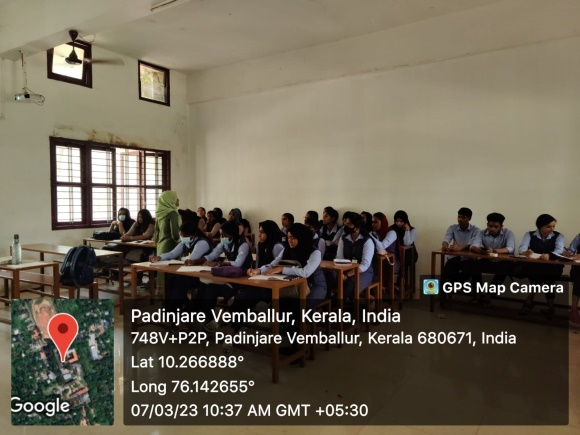 GPS Map Camera
Padinjare Vemballur, Kerala, India
748V+P2P, Padinjare Vemballur, Kerala 680671, India
Lat 10.266888°
Long 76.142655°
07/03/23 10:37 AM GMT +05:30
Google